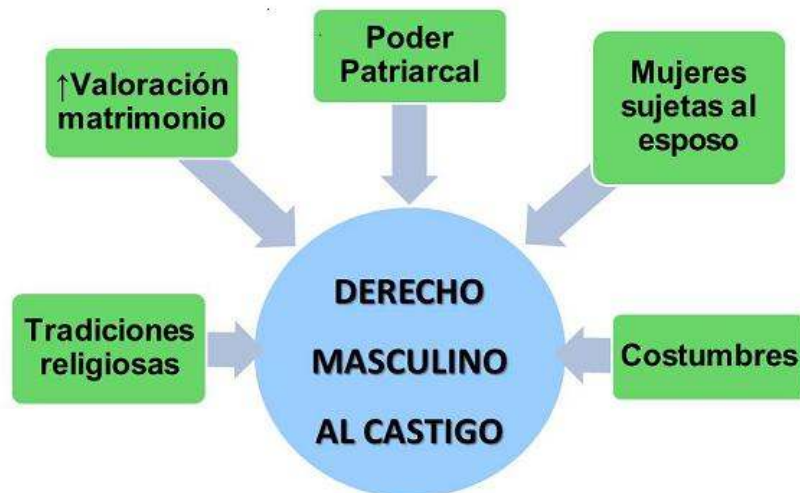 ↑Valoración
matrimonio
Poder
Patriarcal
Mujeres
sujetas al
esposo
Tradiciones
religiosas
DERECHO
MASCULINO
AL CASTIGO
Costumbres